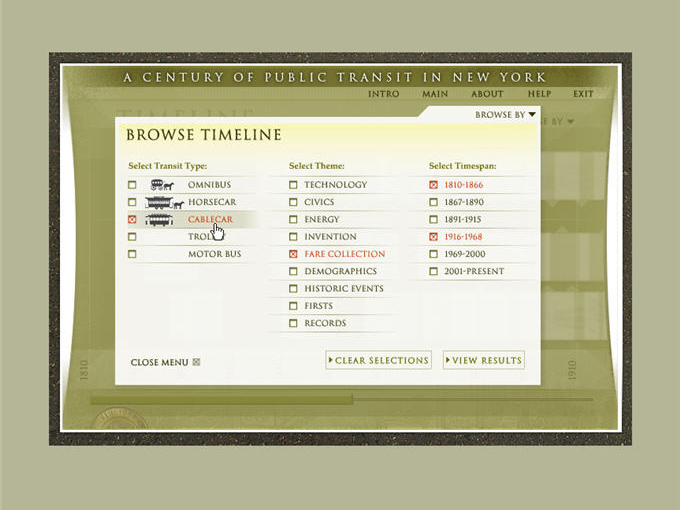 A CENTURY OF PUBLIC TRANSIT IN NEW YORK
INTRO MAIN ABOUT HELP EXIT
TIMELINE
BROWSE BY
BROWSE TIMELINE
Select Transit Type:
OMNIBUS
HORSECAR
CABLECAR
MOTOR BUS
Select Theme:
TECHNOLOGY
CIVICS
ENERGY
INVENTION
FARE COLLECTION
DEMOGRAPHICS
HISTORIC EVENTS
FIRSTS
RECORDS
Select Timespan:
1810-1866
1867-1890
1891-1915
1916-1968
1969-2000
2001-PRESENT
CLOSE MENU
CLEAR SELECTIONS
VIEW RESULTS
1810
1910